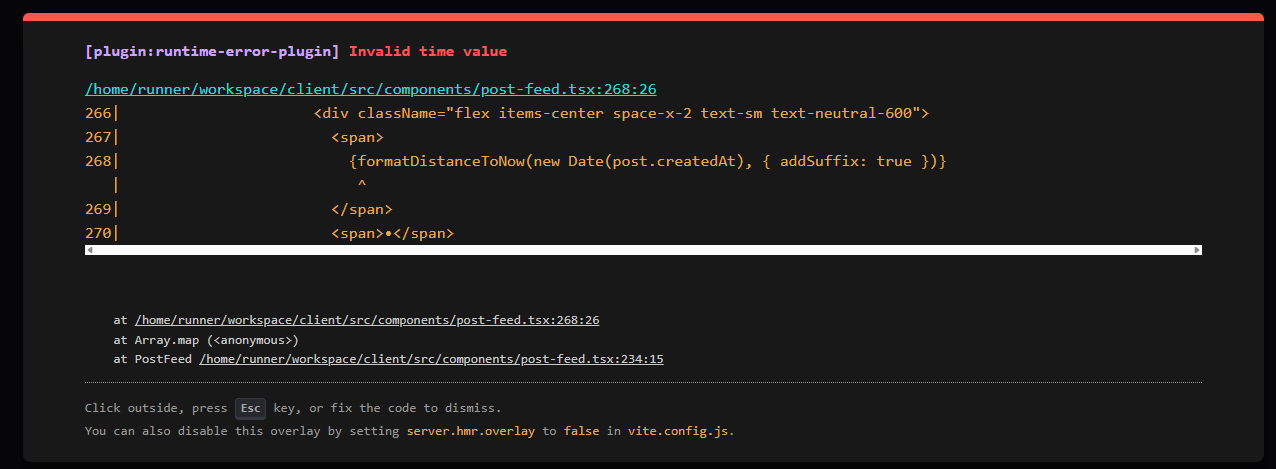 [plugin:runtime-error-plugin] Invalid time value
/home/runner/workspace/client/src/components/post-feed.tsx:268:26
266|                      <div className="flex items-center space-x-2 text-sm text-neutral-600">
267|                        <span>
268|                          {formatDistanceToNow(new Date(post.createdAt), { addSuffix: true })}
   |                           ^
269|                        </span>
270|                        <span>•</span>
at /home/runner/workspace/client/src/components/post-feed.tsx:268:26
at Array.map (<anonymous>)
at PostFeed /home/runner/workspace/client/src/components/post-feed.tsx:234:15
Click outside, press Esc key, or fix the code to dismiss.
You can also disable this overlay by setting server.hmr.overlay to false in vite.config.js.